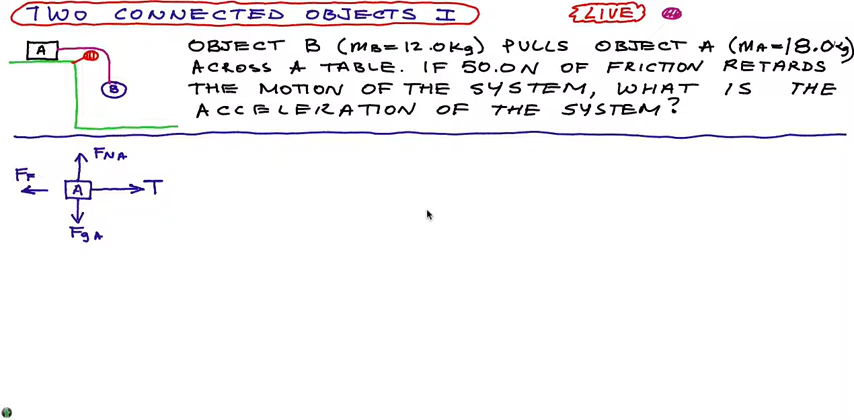 TWO CONNECTED OBJECTS I
{LIVE}
A
B
OBJECT B (mB=12.0kg) PULLS OBJECT A (mA=18.0kg)
ACROSS A TABLE. IF 50.0N OF FRICTION RETARDS
THE MOTION OF THE SYSTEM, WHAT IS THE
ACCELERATION OF THE SYSTEM?
FNA
FF
A
T
FgA